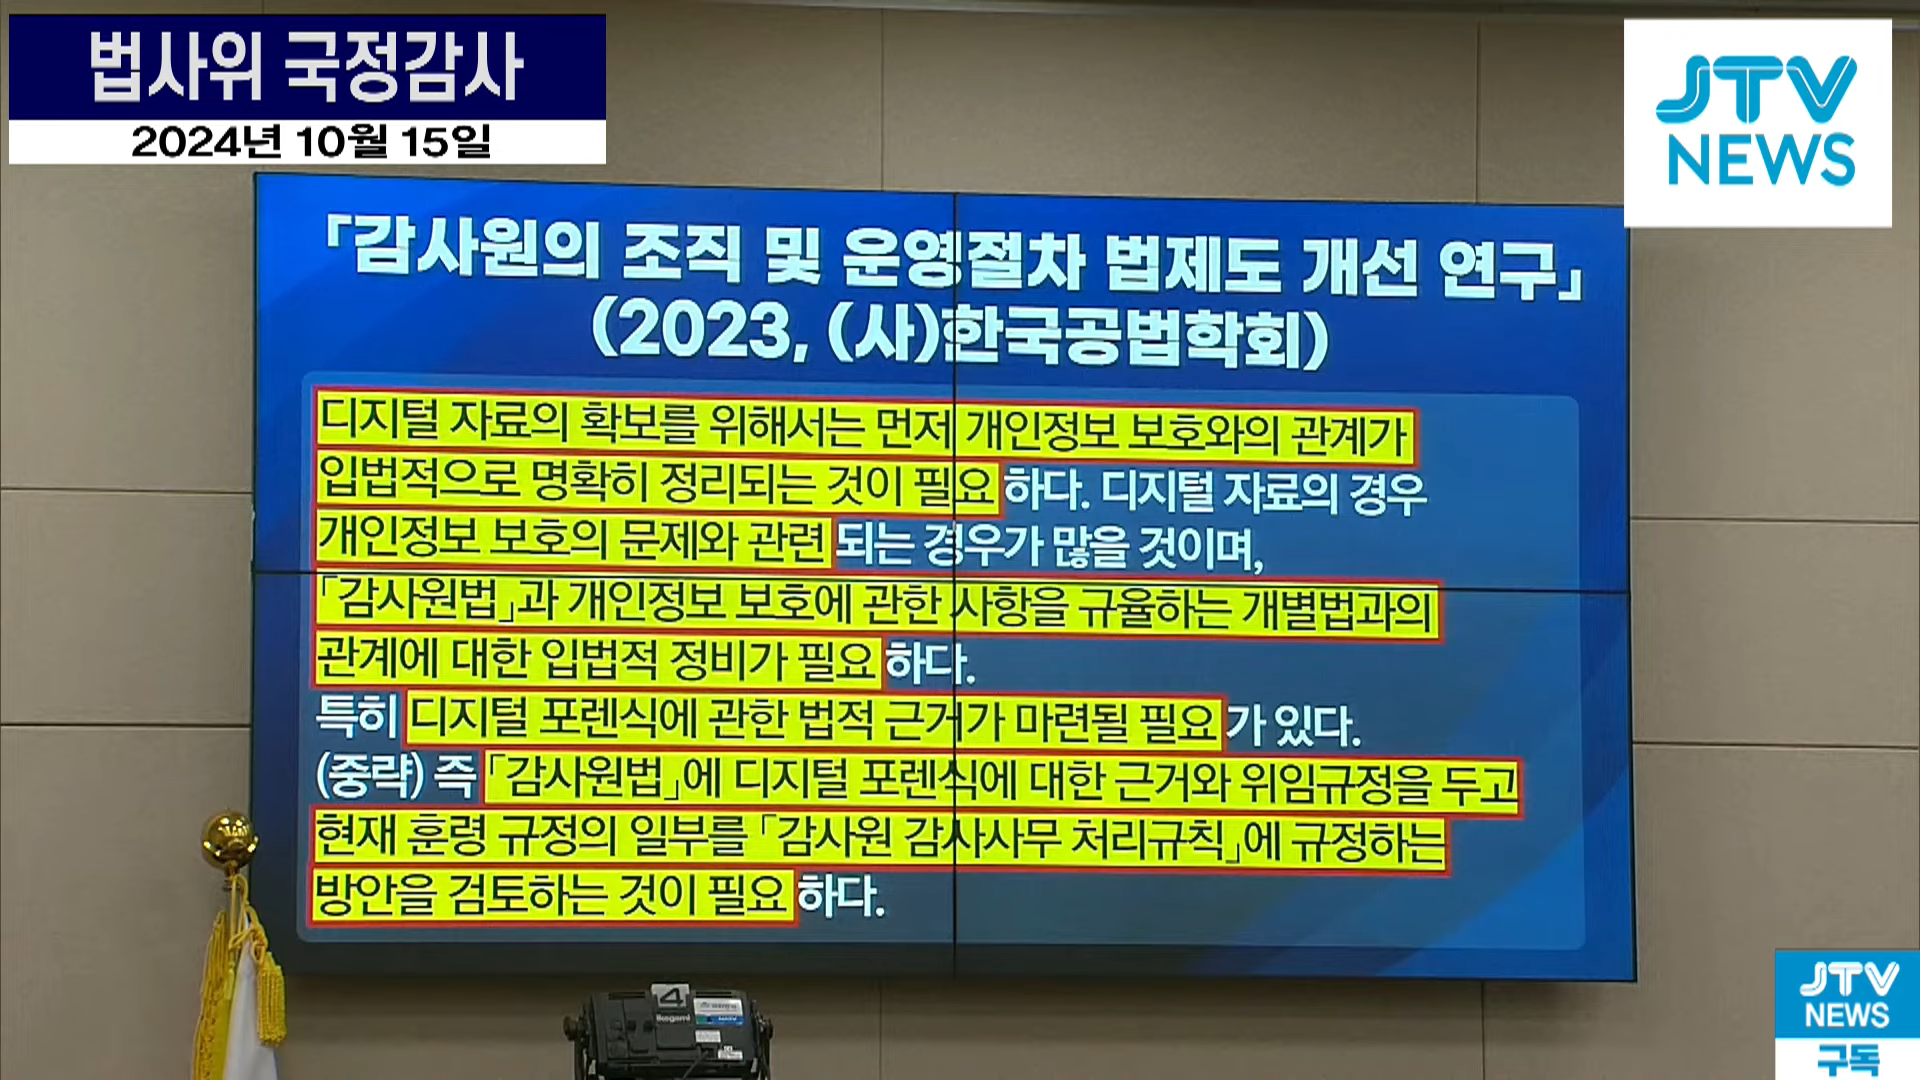 법사위 국정감사
2024년 10월 15일
JTV
NEWS
「감사원의 조직 및 운영절차 법제도 개선 연구」
(2023, (사)한국공법학회)
디지털 자료의 확보를 위해서는 먼저 개인정보 보호와의 관계가
입법적으로 명확히 정리되는 것이 필요 하다. 디지털 자료의 경우
개인정보 보호의 문제와 관련 되는 경우가 많을 것이며,
「감사원법」과 개인정보 보호에 관한 사항을 규율하는 개별법과의
관계에 대한 입법적 정비가 필요 하다.
특히 디지털 포렌식에 관한 법적 근거가 마련될 필요 가 있다.
(중략) 즉 「감사원법」에 디지털 포렌식에 대한 근거와 위임규정을 두고
현재 훈령 규정의 일부를 「감사원 감사사무 처리규칙」에 규정하는
방안을 검토하는 것이 필요 하다.
4
Ikegami
JTV
NEWS
구독